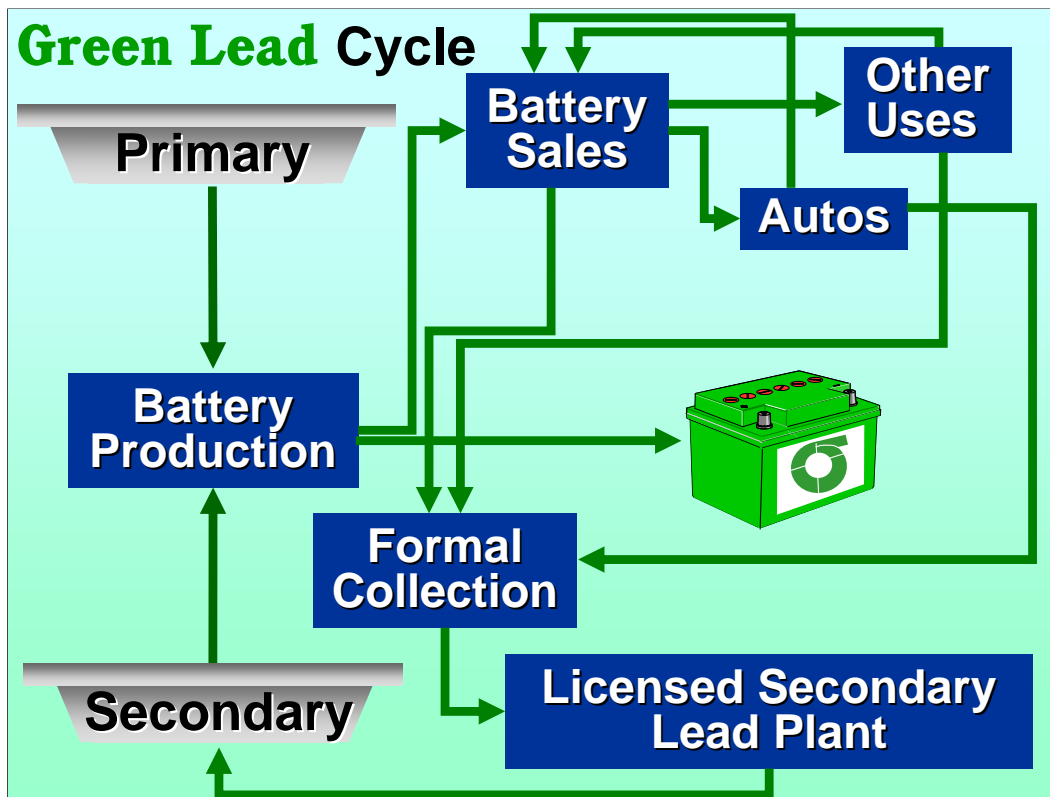 Green Lead Cycle
Primary
Battery
Sales
Other
Uses
Autos
Battery
Production
Formal
Collection
Secondary
Licensed Secondary
Lead Plant